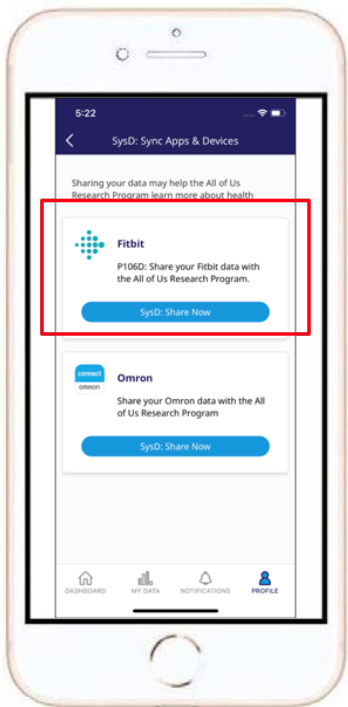 5:22
SysD: Sync Apps & Devices
Sharing your data may help the All of Us
Research Program learn more about health
Fitbit
P106D: Share your Fitbit data with
the All of Us Research Program.
SysD: Share Now
connect
omron
Omron
Share your Omron data with the All
of Us Research Program
SysD: Share Now
DASHBOARD
MY DATA
NOTIFICATIONS
PROFILE